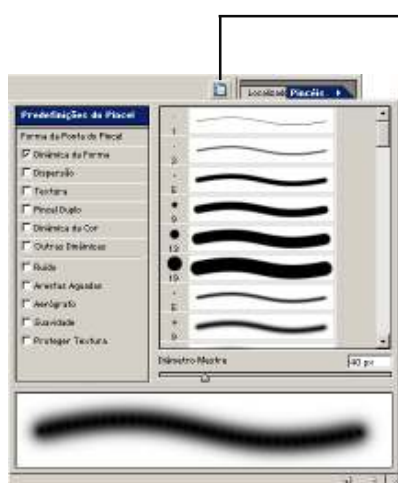 Localizado Pincéis
Predefinições do Pincel
Forma da Ponta do Pincel
Dinâmica da Forma
Dispersão
Textura
Pincel Duplo
Dinâmica da Cor
Outras Dinâmicas
Ruído
Arestas Aguadas
Aerógrafo
Suavidade
Proteger Textura
1
3
5
9
13
19
5
9
Diâmetro Mestre 40 px